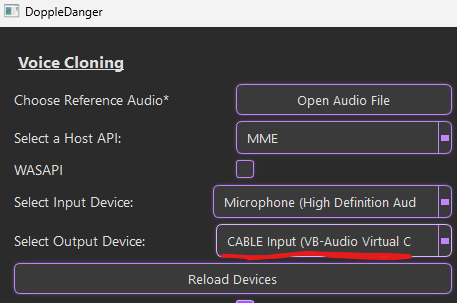 DoppleDanger
Voice Cloning
Choose Reference Audio*
Open Audio File
Select a Host API:
MME
WASAPI
Select Input Device:
Microphone (High Definition Aud
Select Output Device:
CABLE Input (VB-Audio Virtual C
Reload Devices